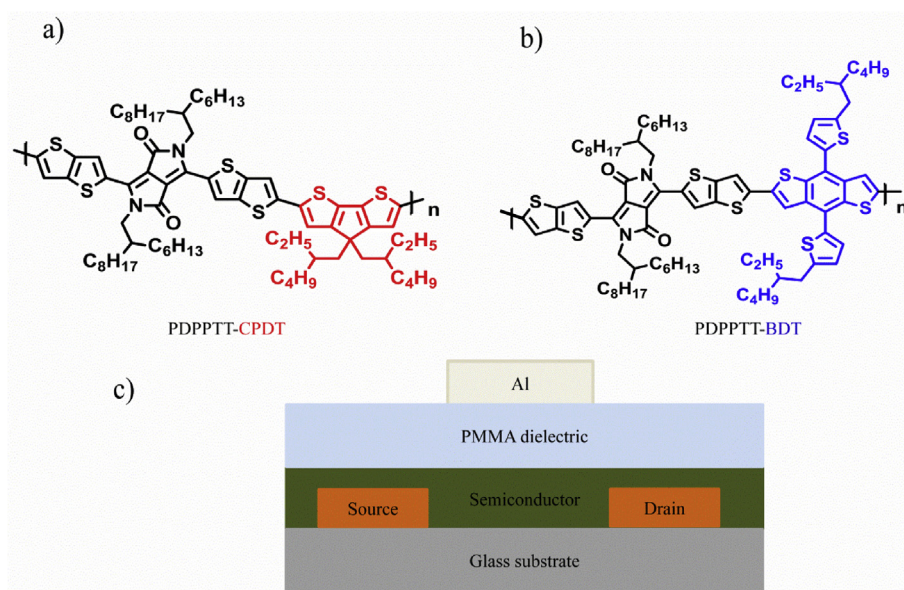 a)
C8H17 C6H13
O N S S
S S
N O S S n
C8H17 C6H13
C2H5 C2H5
C4H9 C4H9
PDPPTT-CPDT
b)
C2H5 C4H9
S
C8H17 C6H13
O N S S
S S
N O S S n
C8H17 C6H13
S
C2H5
C4H9
PDPPTT-BDT
c)
Al
PMMA dielectric
Semiconductor
Source Drain
Glass substrate